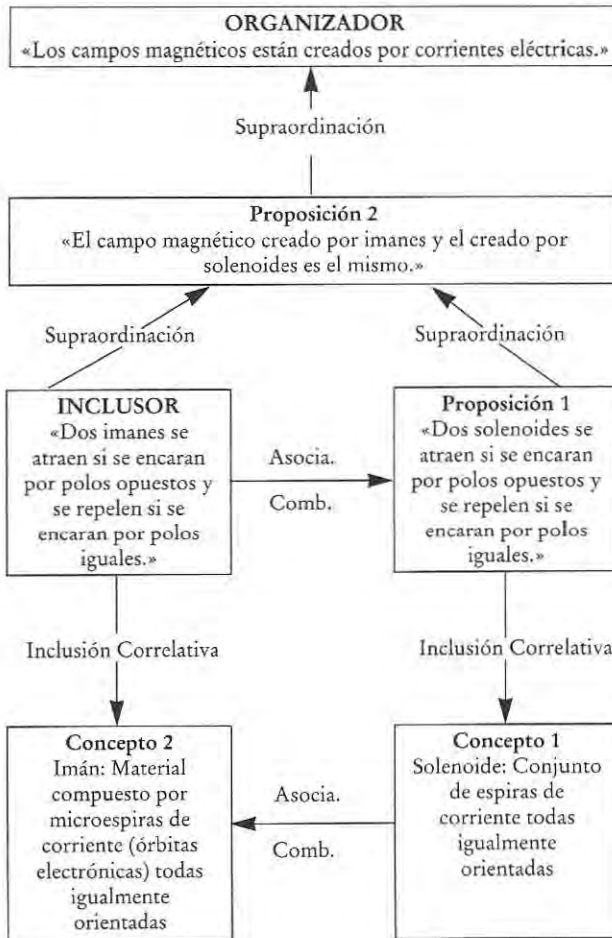 ORGANIZADOR
«Los campos magnéticos están creados por corrientes eléctricas.»
Supraordinación
Proposición 2
«El campo magnético creado por imanes y el creado por
solenoides es el mismo.»
Supraordinación
Supraordinación
INCLUSOR
«Dos imanes se
atraen si se encaran
por polos opuestos y
se repelen si se
encaran por polos
iguales.»
Asocia.
Comb.
Proposición 1
«Dos solenoides se
atraen si se encaran
por polos opuestos y
se repelen si se
encaran por polos
iguales.»
Inclusión Correlativa
Inclusión Correlativa
Concepto 2
Imán: Material
compuesto por
microespiras de
corriente (órbitas
electrónicas) todas
igualmente
orientadas
Asocia.
Comb.
Concepto 1
Solenoide: Conjunto
de espiras de
corriente todas
igualmente
orientadas